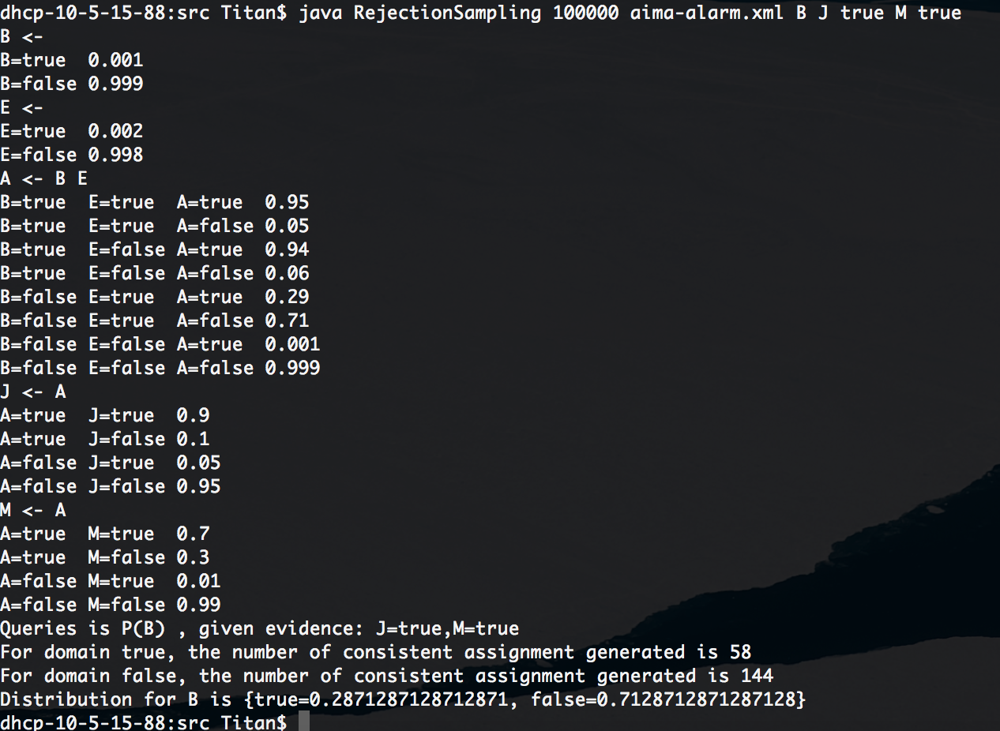 dhcp-10-5-15-88:src Titan$ java RejectionSampling 100000 aima-alarm.xml B J true M true
B <-
B=true  0.001
B=false 0.999
E <-
E=true  0.002
E=false 0.998
A <- B E
B=true  E=true  A=true  0.95
B=true  E=true  A=false 0.05
B=true  E=false A=true  0.94
B=true  E=false A=false 0.06
B=false E=true  A=true  0.29
B=false E=true  A=false 0.71
B=false E=false A=true  0.001
B=false E=false A=false 0.999
J <- A
A=true  J=true  0.9
A=true  J=false 0.1
A=false J=true  0.05
A=false J=false 0.95
M <- A
A=true  M=true  0.7
A=true  M=false 0.3
A=false M=true  0.01
A=false M=false 0.99
Queries is P(B) , given evidence: J=true,M=true
For domain true, the number of consistent assignment generated is 58
For domain false, the number of consistent assignment generated is 144
Distribution for B is {true=0.2871287128712871, false=0.7128712871287128}
dhcp-10-5-15-88:src Titan$